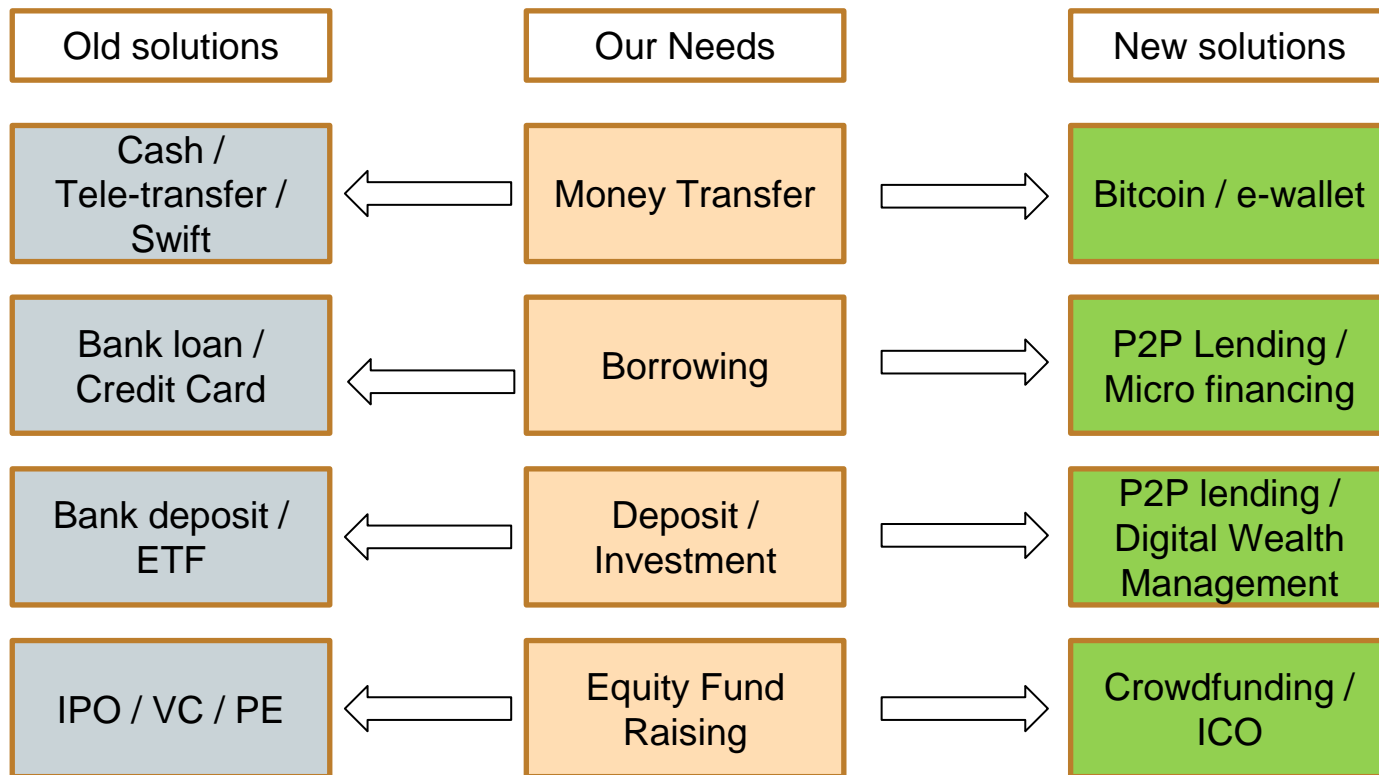 Old solutions
Our Needs
New solutions
Cash /
Tele-transfer /
Swift
Money Transfer
Bitcoin / e-wallet
Bank loan /
Credit Card
Borrowing
P2P Lending /
Micro financing
Bank deposit /
ETF
Deposit /
Investment
P2P lending /
Digital Wealth
Management
IPO / VC / PE
Equity Fund
Raising
Crowdfunding /
ICO